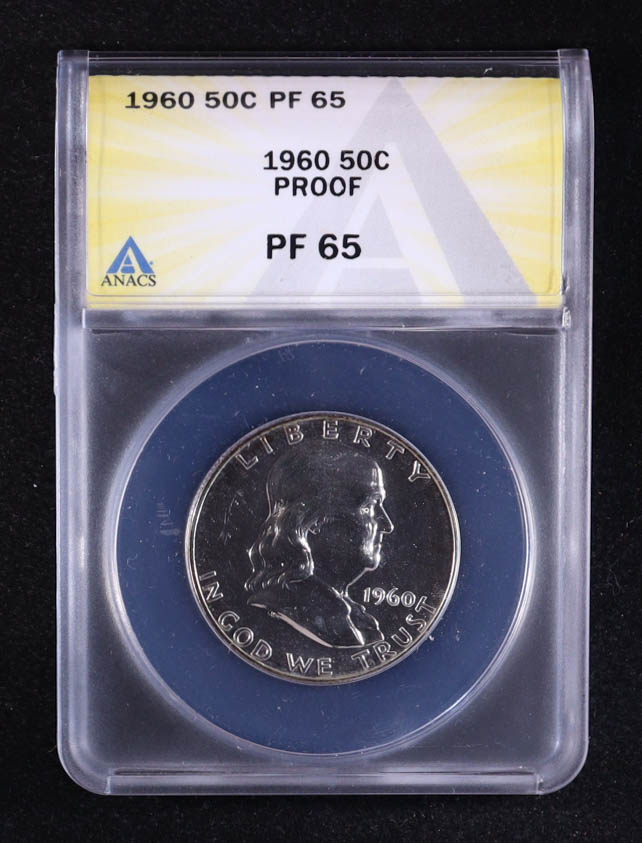 1960 50C PF 65
1960 50C
PROOF
PF 65
ANACS
LIBERTY
1960
IN GOD WE TRUST